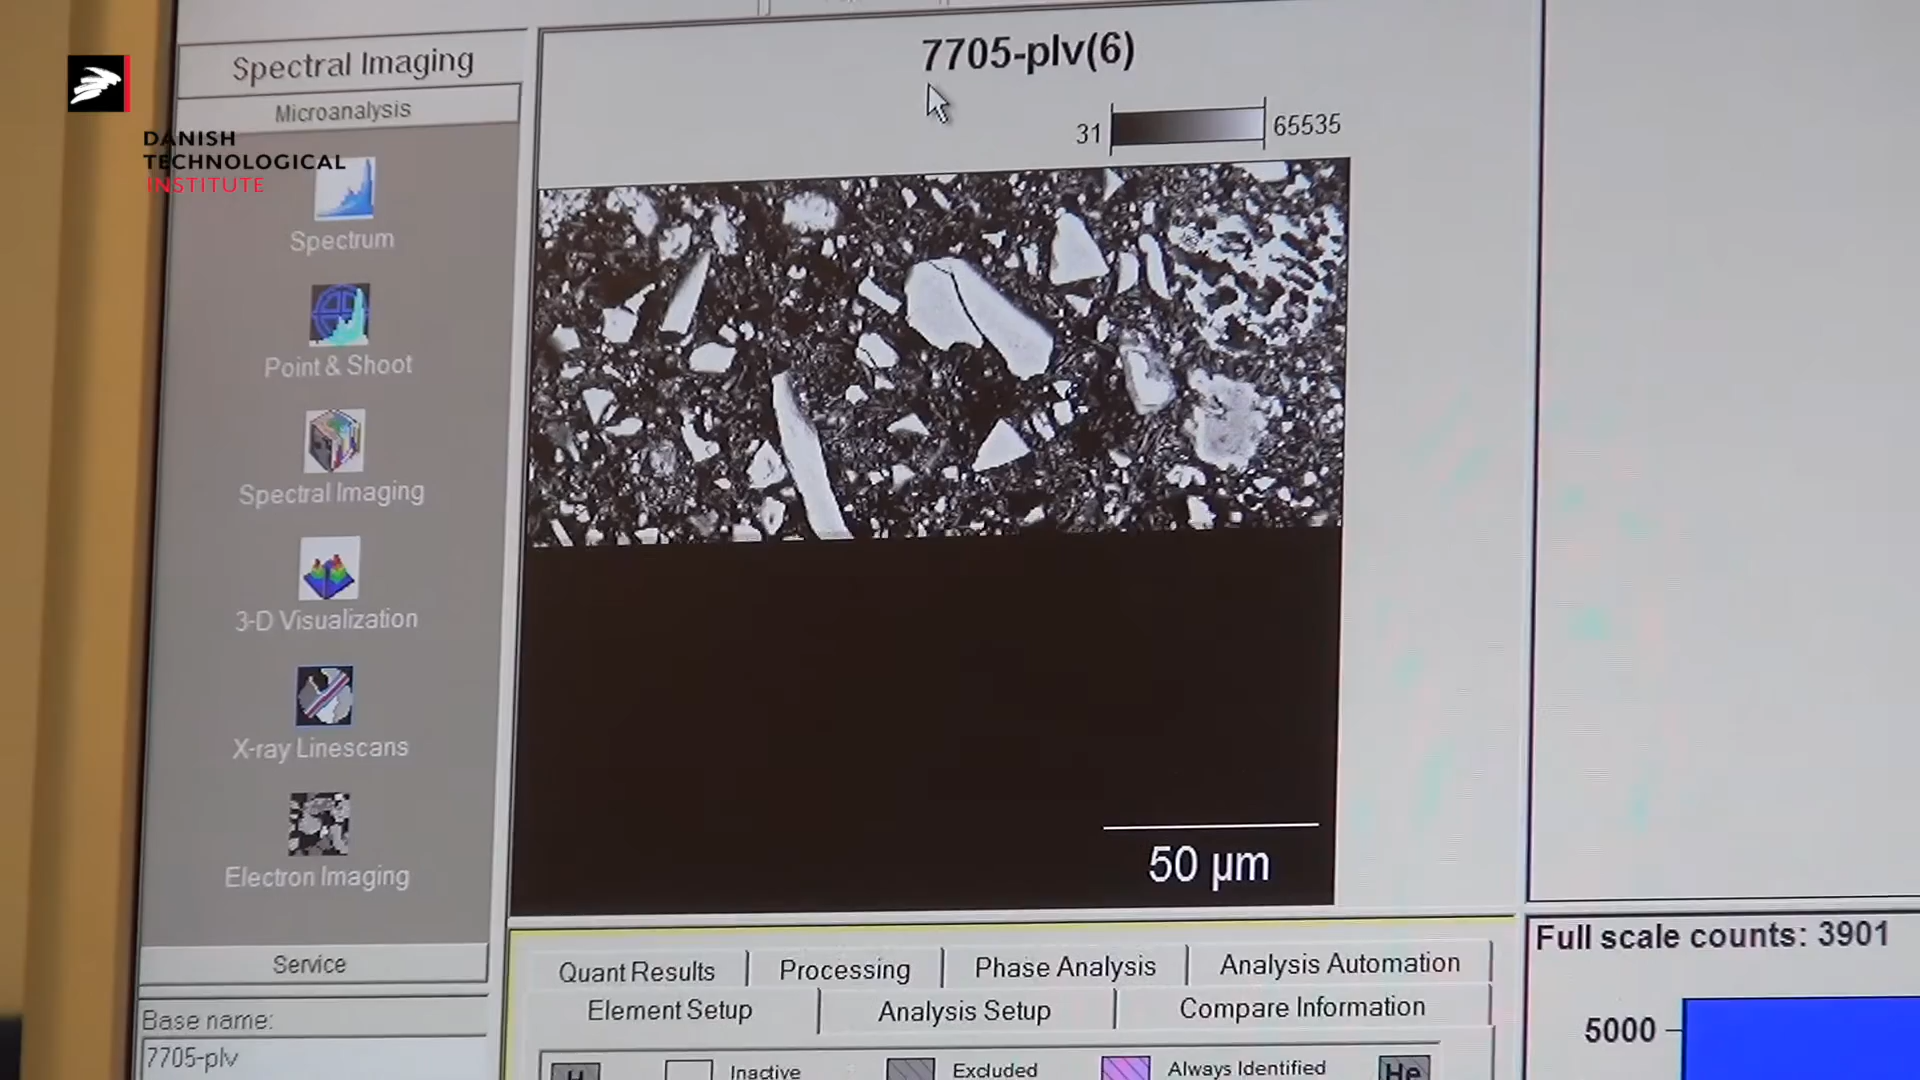 Spectral Imaging
Microanalysis
DANISH
TECHNOLOGICAL
INSTITUTE
Spectrum
Point & Shoot
Spectral Imaging
3-D Visualization
X-ray Linescans
Electron Imaging
Service
Base name:
7705-plv
7705-plv(6)
31
65535
50 µm
Quant Results
Processing
Phase Analysis
Analysis Automation
Element Setup
Analysis Setup
Compare Information
H
Inactive
Excluded
Always Identified
He
Full scale counts: 3901
5000